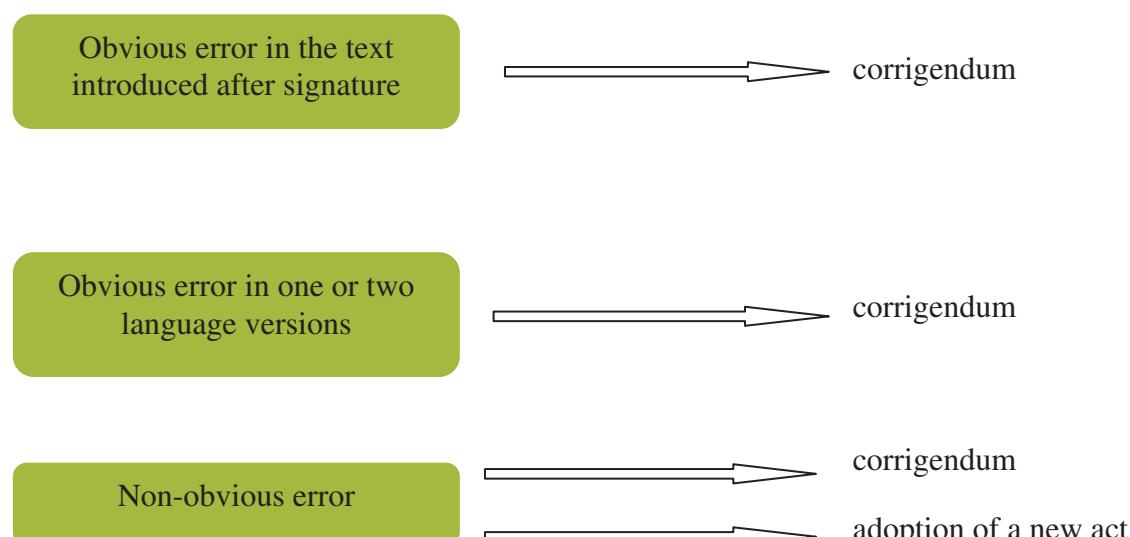 Obvious error in the text
introduced after signature
corrigendum
Obvious error in one or two
language versions
corrigendum
Non-obvious error
corrigendum
adoption of a new act